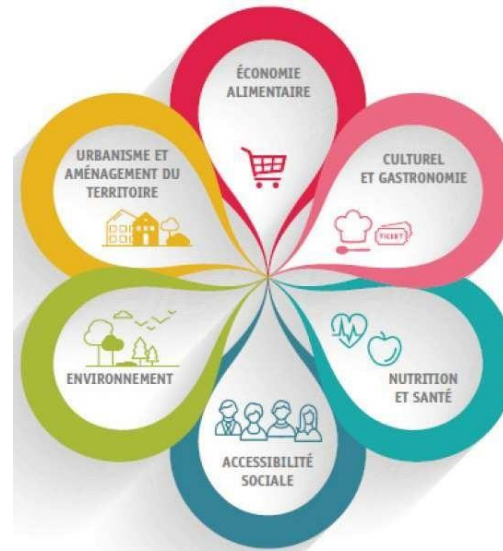 ÉCONOMIE
ALIMENTAIRE
URBANISME ET
AMÉNAGEMENT DU
TERRITOIRE
CULTUREL
ET GASTRONOMIE
TICKET
ENVIRONNEMENT
NUTRITION
ET SANTÉ
ACCESSIBILITÉ
SOCIALE